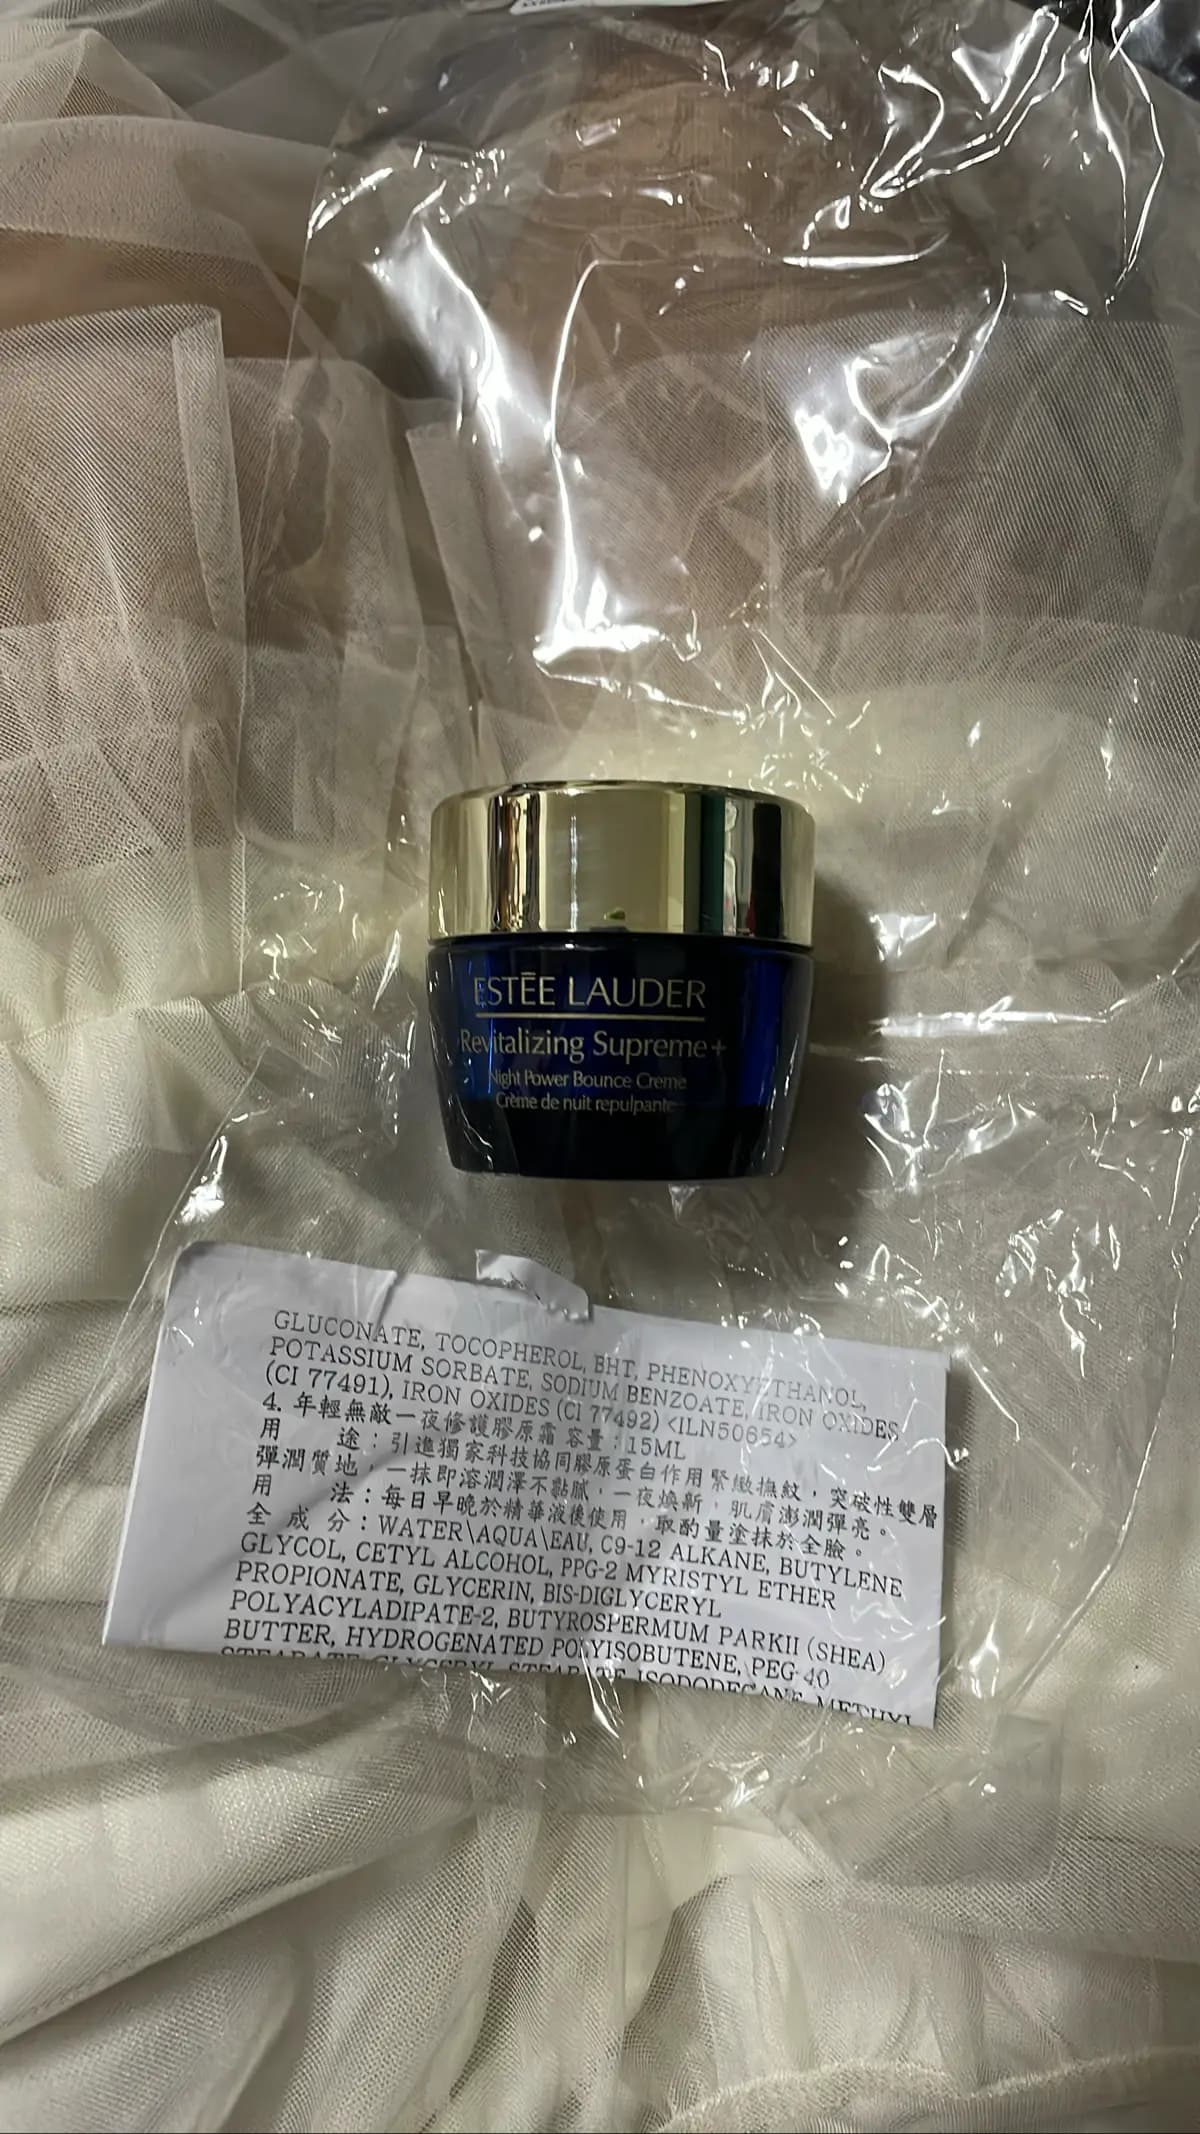 ESTĒE LAUDER
Revitalizing Supreme+
Night Power Bounce Creme
Crème de nuit repulpante
GLUCONATE, TOCOPHEROL, BHT, PHENOXYETHANOL,
POTASSIUM SORBATE, SODIUM BENZOATE, IRON OXIDES
(CI 77491), IRON OXIDES (CI 77492) <ILN50654>
4. 年輕無敵一夜修護膠原霜 容量：15ML
用 途：引進獨家科技協同膠原蛋白作用 緊緻撫紋，突破性雙層
彈潤質地，一抹即溶潤澤不黏膩，一夜煥新，肌膚澎潤彈亮。
用 法：每日早晚於精華液後使用，取酌量塗抹於全臉。
全 成 分：WATER\AQUA\EAU, C9-12 ALKANE, BUTYLENE
GLYCOL, CETYL ALCOHOL, PPG-2 MYRISTYL ETHER
PROPIONATE, GLYCERIN, BIS-DIGLYCERYL
POLYACYLADIPATE-2, BUTYROSPERMUM PARKII (SHEA)
BUTTER, HYDROGENATED POLYISOBUTENE, PEG-40
STEARATE, GLYCERYL STEARATE, ISODODECANE, METHYL